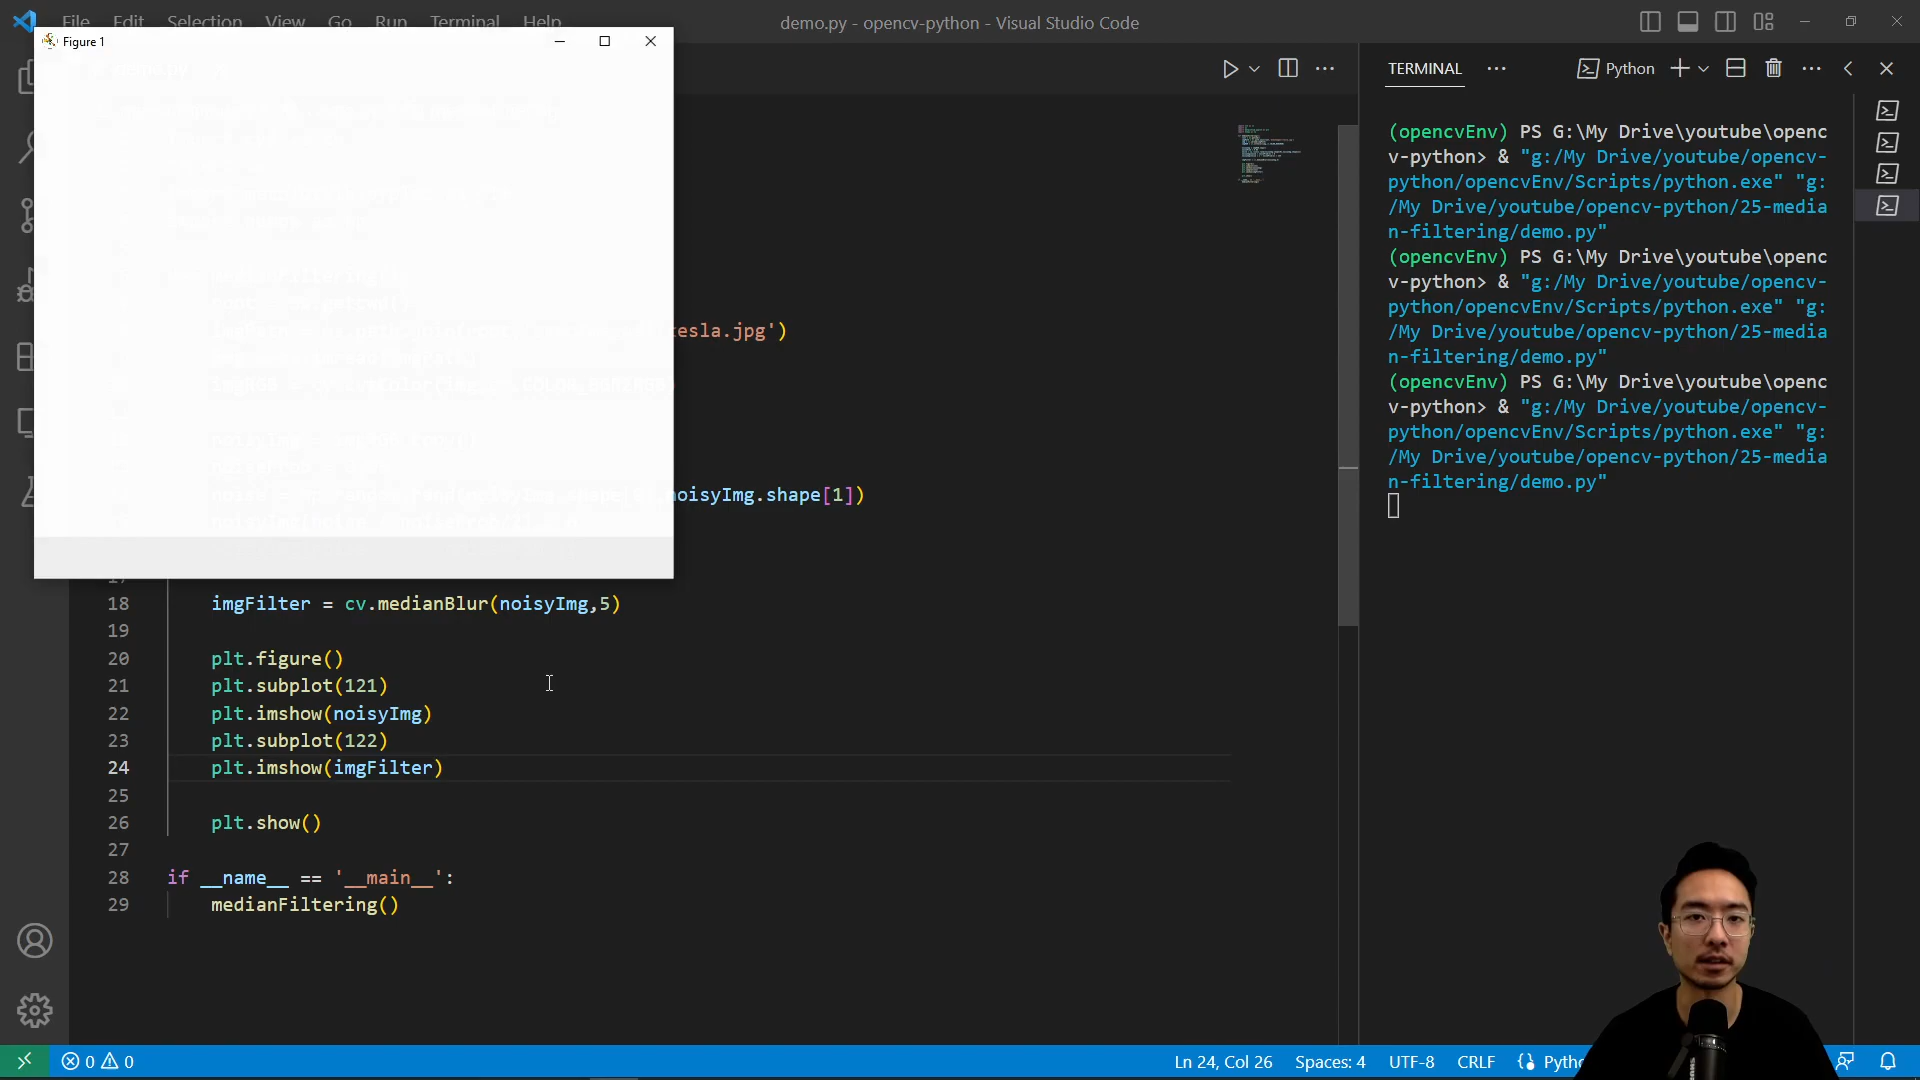 File Edit Selection View Go Run Terminal Help
demo.py - opencv-python - Visual Studio Code
Figure 1
TERMINAL
Python
(opencvEnv) PS G:\My Drive\youtube\openc
v-python> & "g:/My Drive/youtube/opencv-
python/opencvEnv/Scripts/python.exe" "g:
/My Drive/youtube/opencv-python/25-media
n-filtering/demo.py"
(opencvEnv) PS G:\My Drive\youtube\openc
v-python> & "g:/My Drive/youtube/opencv-
python/opencvEnv/Scripts/python.exe" "g:
/My Drive/youtube/opencv-python/25-media
n-filtering/demo.py"
(opencvEnv) PS G:\My Drive\youtube\openc
v-python> & "g:/My Drive/youtube/opencv-
python/opencvEnv/Scripts/python.exe" "g:
/My Drive/youtube/opencv-python/25-media
n-filtering/demo.py"
tesla.jpg')
noisyImg.shape[1])
17
18 imgFilter = cv.medianBlur(noisyImg,5)
19
20 plt.figure()
21 plt.subplot(121)
22 plt.imshow(noisyImg)
23 plt.subplot(122)
24 plt.imshow(imgFilter)
25
26 plt.show()
27
28 if __name__ == '__main__':
29 medianFiltering()
0 0 Ln 24, Col 26 Spaces: 4 UTF-8 CRLF